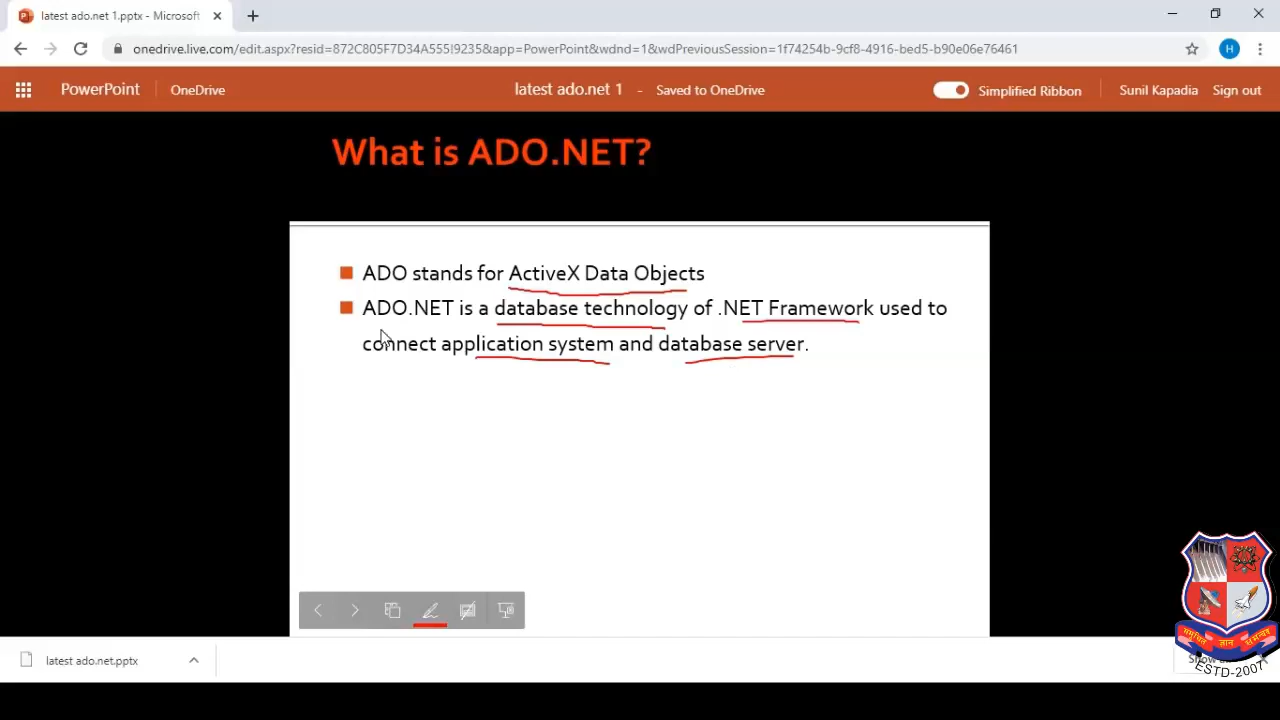 latest ado.net 1.pptx - Microsoft
onedrive.live.com/edit.aspx?resid=872C805F7D34A555!9235&app=PowerPoint&wdnd=1&wdPreviousSession=1f74254b-9cf8-4916-bed5-b90e06e76461
H
PowerPoint OneDrive latest ado.net 1 - Saved to OneDrive Simplified Ribbon Sunil Kapadia Sign out
What is ADO.NET?
ADO stands for ActiveX Data Objects
ADO.NET is a database technology of .NET Framework used to
connect application system and database server.
latest ado.net.pptx
ESTD-2007